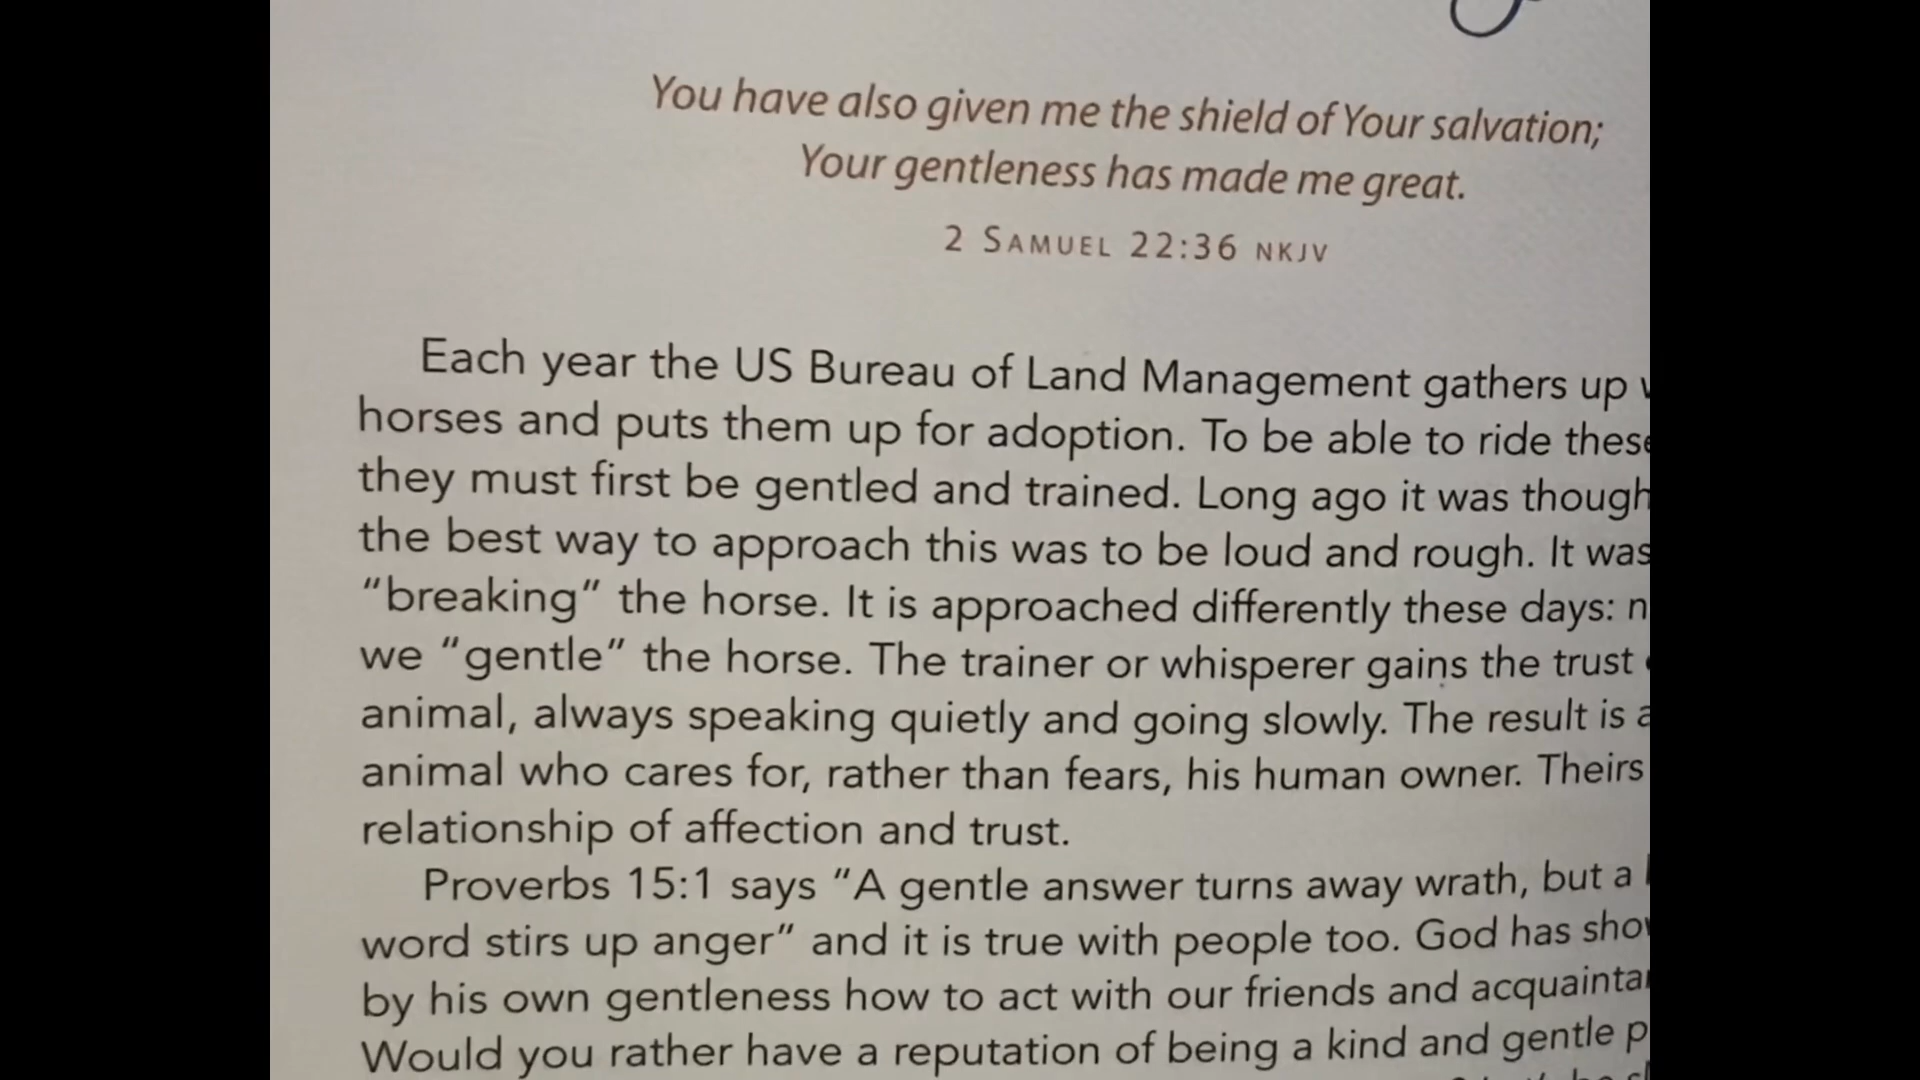 You have also given me the shield of Your salvation;
Your gentleness has made me great.
2 SAMUEL 22:36 NKJV
Each year the US Bureau of Land Management gathers up
horses and puts them up for adoption. To be able to ride these
they must first be gentled and trained. Long ago it was
the best way to approach this was to be loud and rough. It was
“breaking” the horse. It is approached differently these days:
we “gentle” the horse. The trainer or whisperer gains the trust
animal, always speaking quietly and going slowly. The result is
animal who cares for, rather than fears, his human owner. Theirs
relationship of affection and trust.
Proverbs 15:1 says “A gentle answer turns away wrath, but a
word stirs up anger” and it is true with people too. God has
by his own gentleness how to act with our friends and
Would you rather have a reputation of being a kind and gentle